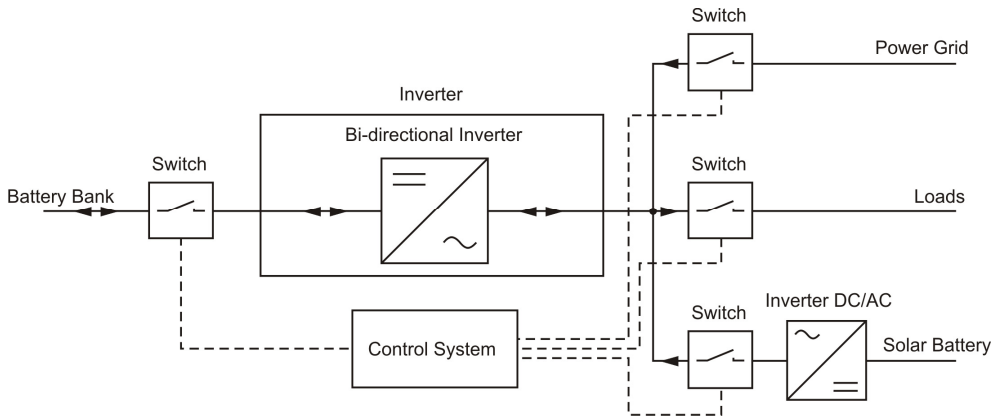 Switch
Power Grid
Inverter
Bi-directional Inverter
Switch
Switch
Battery Bank
Loads
Inverter DC/AC
Switch
Control System
Solar Battery